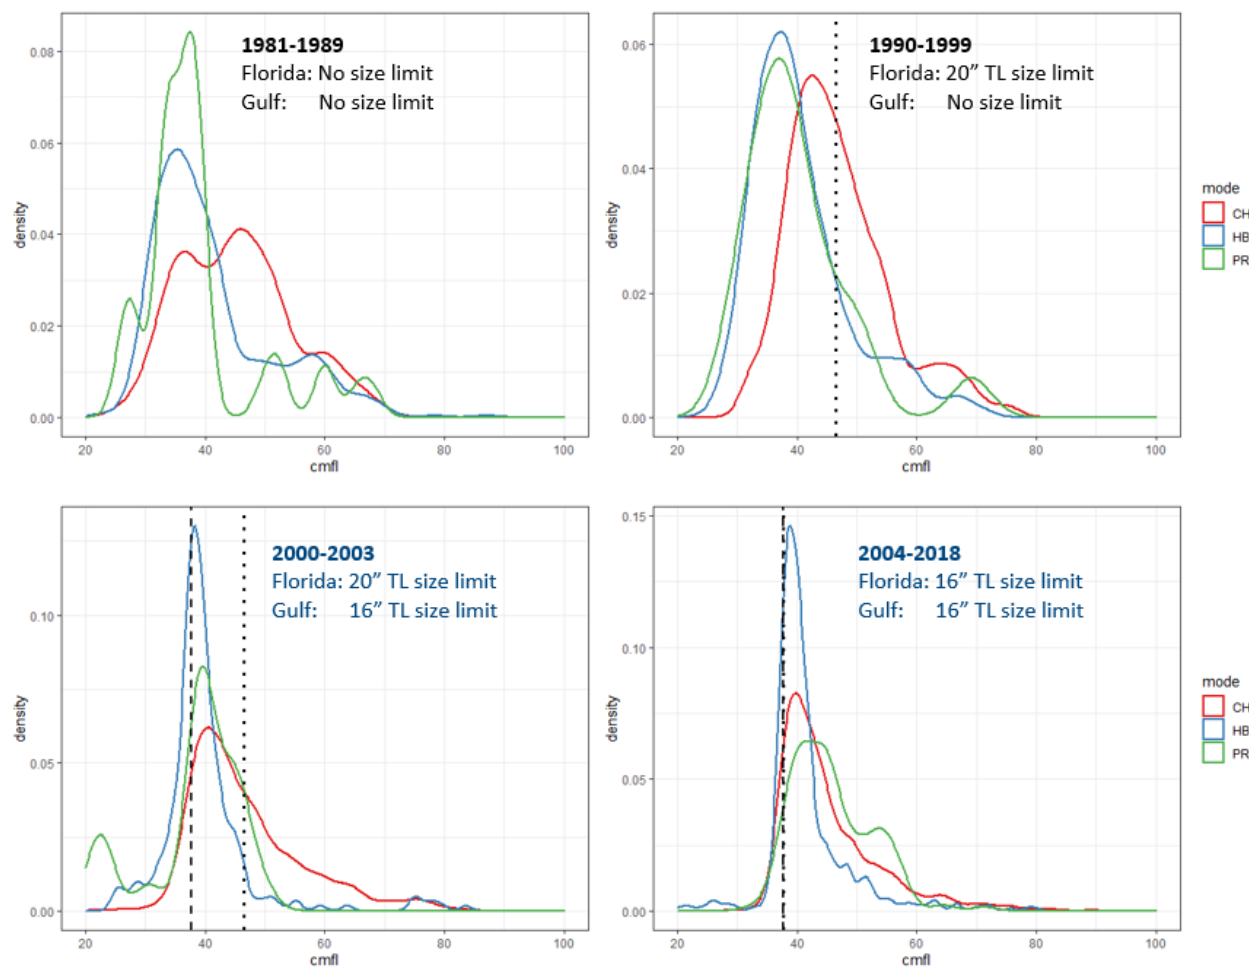 1981-1989
Florida: No size limit
Gulf: No size limit
0.08
0.06
0.04
0.02
0.00
density
20 40 60 80 100
cmfl
1990-1999
Florida: 20” TL size limit
Gulf: No size limit
0.06
0.04
0.02
0.00
density
20 40 60 80 100
cmfl
mode
CH
HB
PR
2000-2003
Florida: 20” TL size limit
Gulf: 16” TL size limit
0.10
0.05
0.00
density
20 40 60 80 100
cmfl
2004-2018
Florida: 16” TL size limit
Gulf: 16” TL size limit
0.15
0.10
0.05
0.00
density
20 40 60 80 100
cmfl
mode
CH
HB
PR